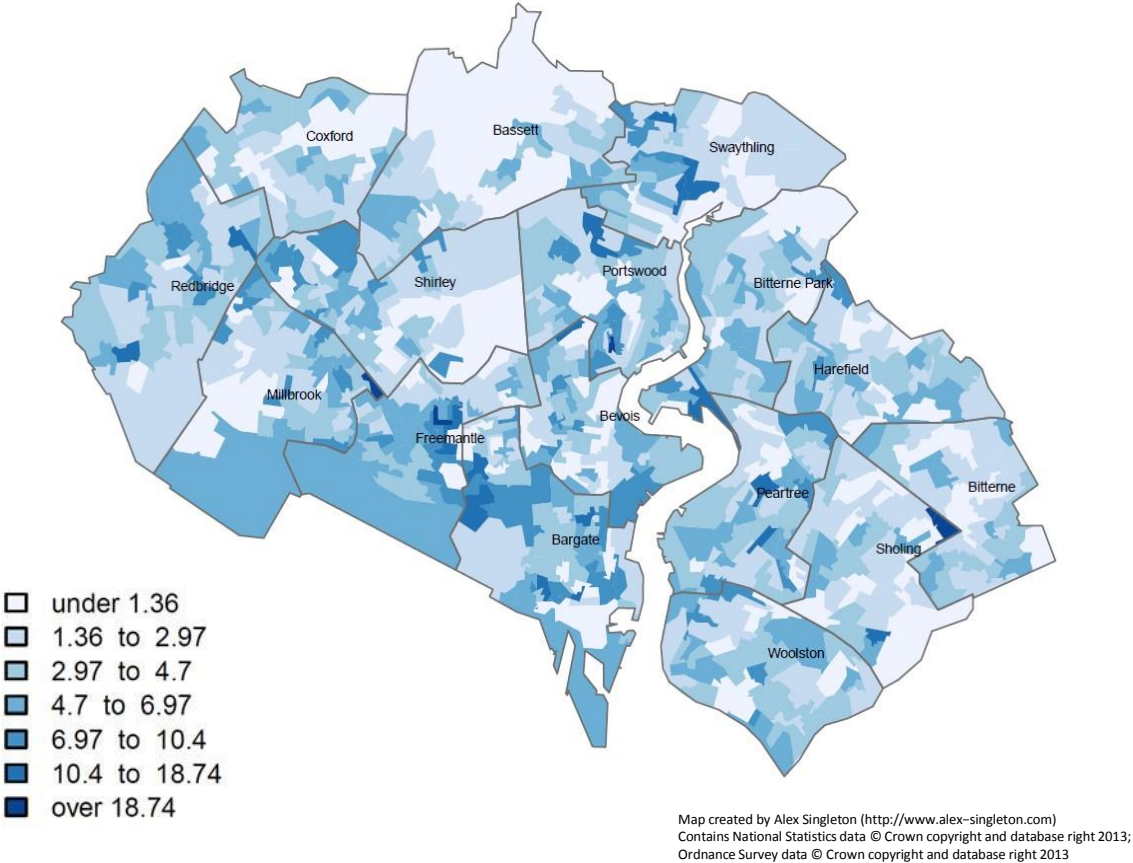 Coxford
Bassett
Swaythling
Redbridge
Shirley
Portswood
Bitterne Park
Millbrook
Harefield
Freemantle
Bevois
Peartree
Bitterne
Bargate
Sholing
Woolston
under 1.36
1.36 to 2.97
2.97 to 4.7
4.7 to 6.97
6.97 to 10.4
10.4 to 18.74
over 18.74
Map created by Alex Singleton (http://www.alex−singleton.com)
Contains National Statistics data © Crown copyright and database right 2013;
Ordnance Survey data © Crown copyright and database right 2013